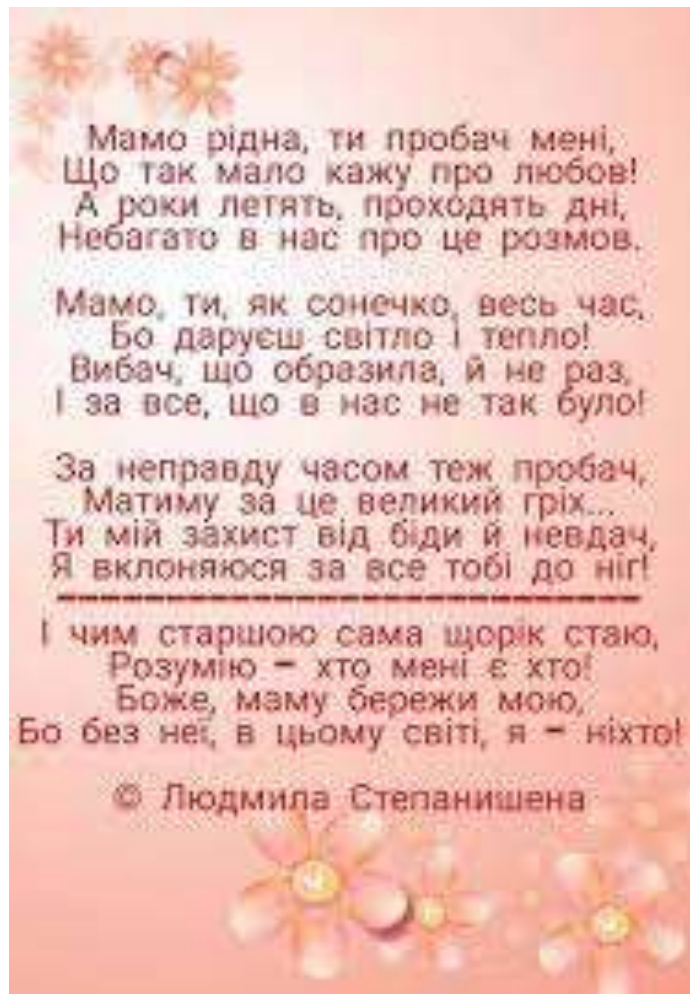 Мамо рідна, ти пробач мені,
Що так мало кажу про любов!
А роки летять, проходять дні,
Небагато в нас про це розмов.
Мамо, ти, як сонечко, весь час,
Бо даруєш світло і тепло!
Вибач, що образила, й не раз,
І за все, що в нас не так було!
За неправду часом теж пробач,
Матиму за це великий гріх...
Ти мій захист від біди й невдач,
Я вклоняюся за все тобі до ніг!
І чим старшою сама щорік стаю,
Розумію – хто мені є хто!
Боже, маму бережи мою,
Бо без неї, в цьому світі, я – ніхто!
© Людмила Степанишена